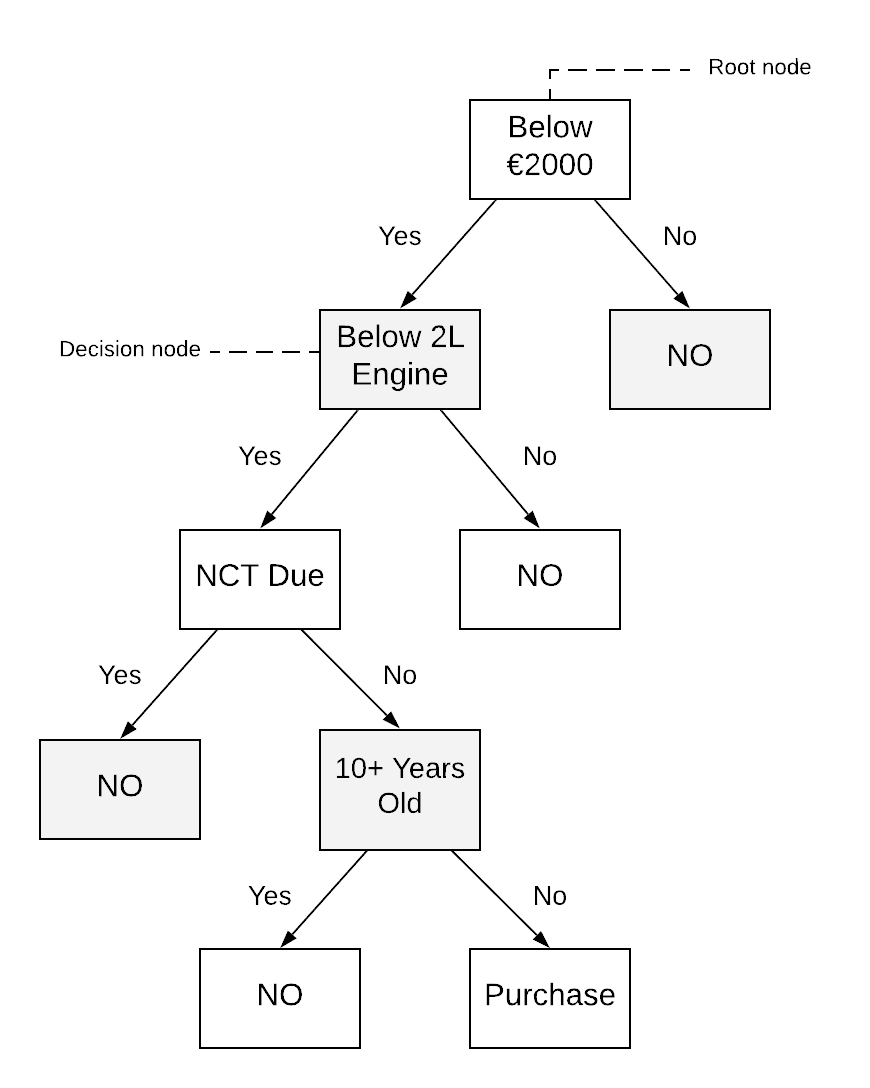 Root node
Below
€2000
Yes
No
Decision node
Below 2L
Engine
NO
Yes
No
NCT Due
NO
Yes
No
NO
10+ Years
Old
Yes
No
NO
Purchase